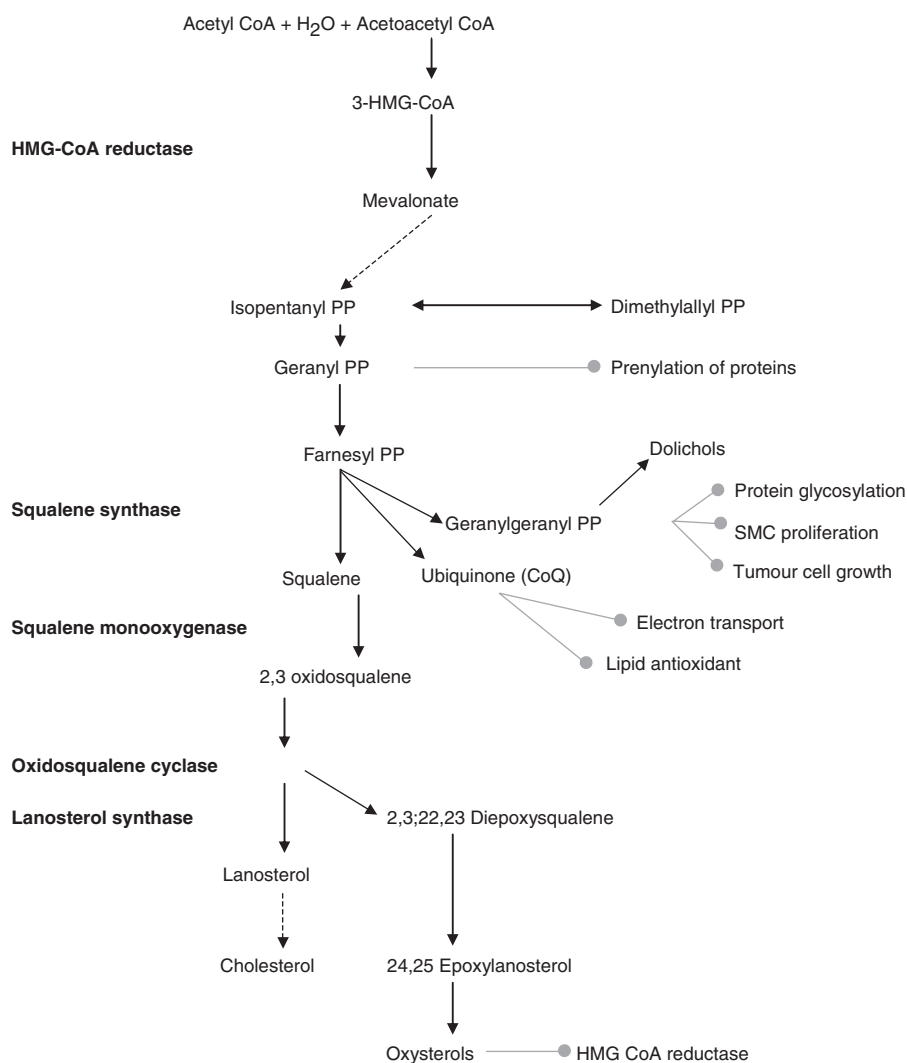 Acetyl CoA + H₂O + Acetoacetyl CoA
3-HMG-CoA
HMG-CoA reductase
Mevalonate
Isopentanyl PP
Dimethylallyl PP
Geranyl PP
Prenylation of proteins
Farnesyl PP
Dolichols
Protein glycosylation
Squalene synthase
Geranylgeranyl PP
SMC proliferation
Squalene
Ubiquinone (CoQ)
Tumour cell growth
Squalene monooxygenase
Electron transport
Lipid antioxidant
2,3 oxidosqualene
Oxidosqualene cyclase
Lanosterol synthase
2,3;22,23 Diepoxysqualene
Lanosterol
Cholesterol
24,25 Epoxylanosterol
Oxysterols
HMG CoA reductase